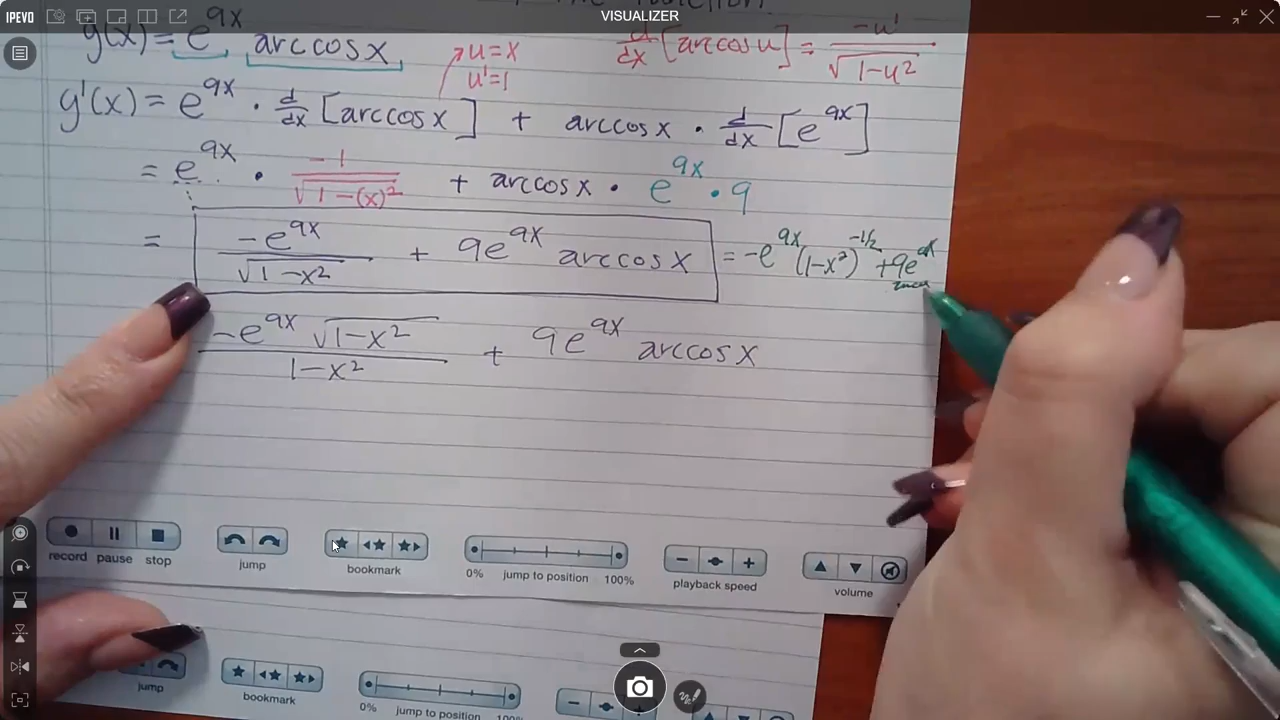 IPEVO VISUALIZER
the function.
g(x) = e^{9x} arccos x
u = x
u' = 1
d/dx [arccos u] = -u' / √(1-u²)
g'(x) = e^{9x} · d/dx [arccos x] + arccos x · d/dx [e^{9x}]
= e^{9x} · -1 / √(1-(x)²) + arccos x · e^{9x} · 9
= -e^{9x} / √(1-x²) + 9e^{9x} arccos x = -e^{9x} (1-x²)^{-1/2} + 9e^{9x}
-e^{9x} √(1-x²) / 1-x² + 9e^{9x} arccos x
record pause stop jump bookmark 0% jump to position 100% playback speed volume
jump bookmark 0% jump to position 100%